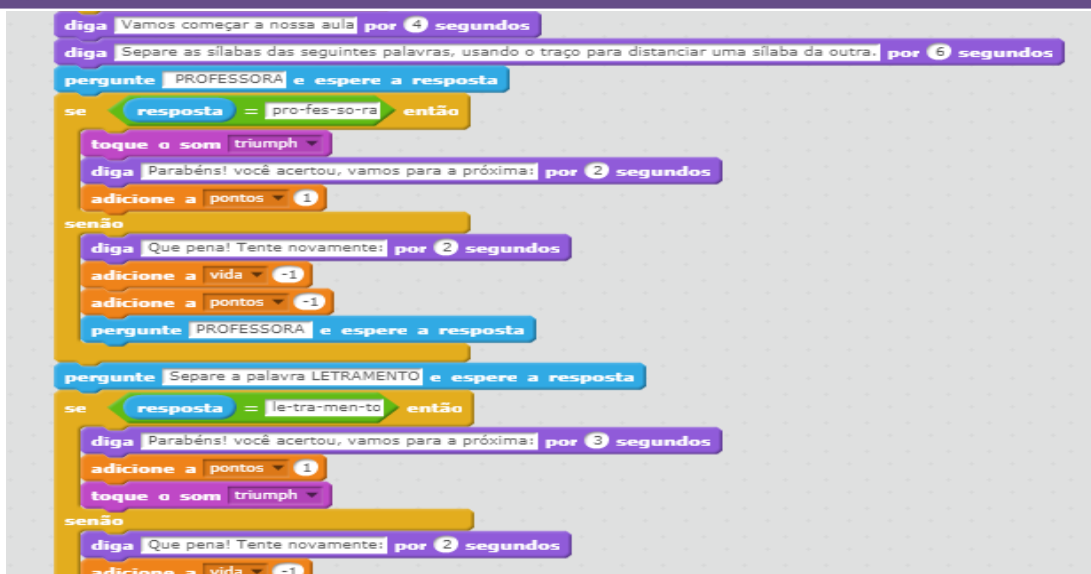 diga Vamos começar a nossa aula por 4 segundos
diga Separe as sílabas das seguintes palavras, usando o traço para distanciar uma sílaba da outra. por 6 segundos
pergunte PROFESSORA e espere a resposta
se resposta = pro-fes-so-ra então
toque o som triumph
diga Parabéns! você acertou, vamos para a próxima: por 2 segundos
adicione a pontos 1
senão
diga Que pena! Tente novamente: por 2 segundos
adicione a vida -1
adicione a pontos -1
pergunte PROFESSORA e espere a resposta
pergunte Separe a palavra LETRAMENTO e espere a resposta
se resposta = le-tra-men-to então
diga Parabéns! você acertou, vamos para a próxima: por 3 segundos
adicione a pontos 1
toque o som triumph
senão
diga Que pena! Tente novamente: por 2 segundos
adicione a vida -1